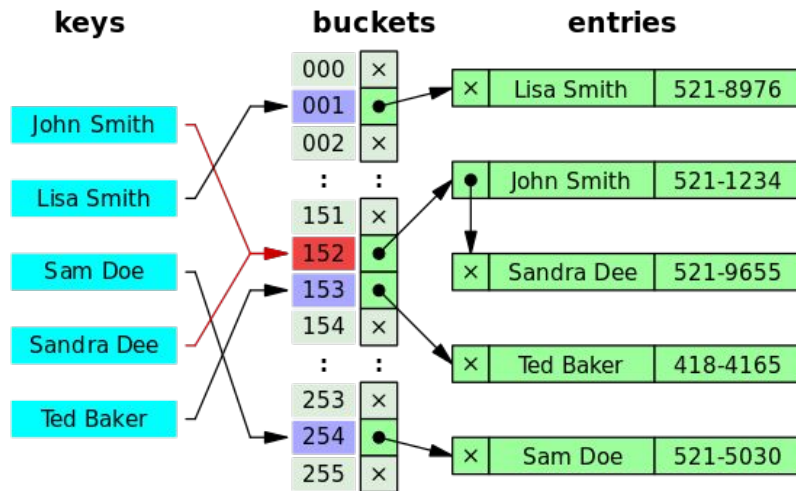 keys
buckets
entries
John Smith
Lisa Smith
Sam Doe
Sandra Dee
Ted Baker
000 ×
001
002 ×
: :
151 ×
152
153
154 ×
: :
253 ×
254
255 ×
× Lisa Smith 521-8976
John Smith 521-1234
× Sandra Dee 521-9655
× Ted Baker 418-4165
× Sam Doe 521-5030